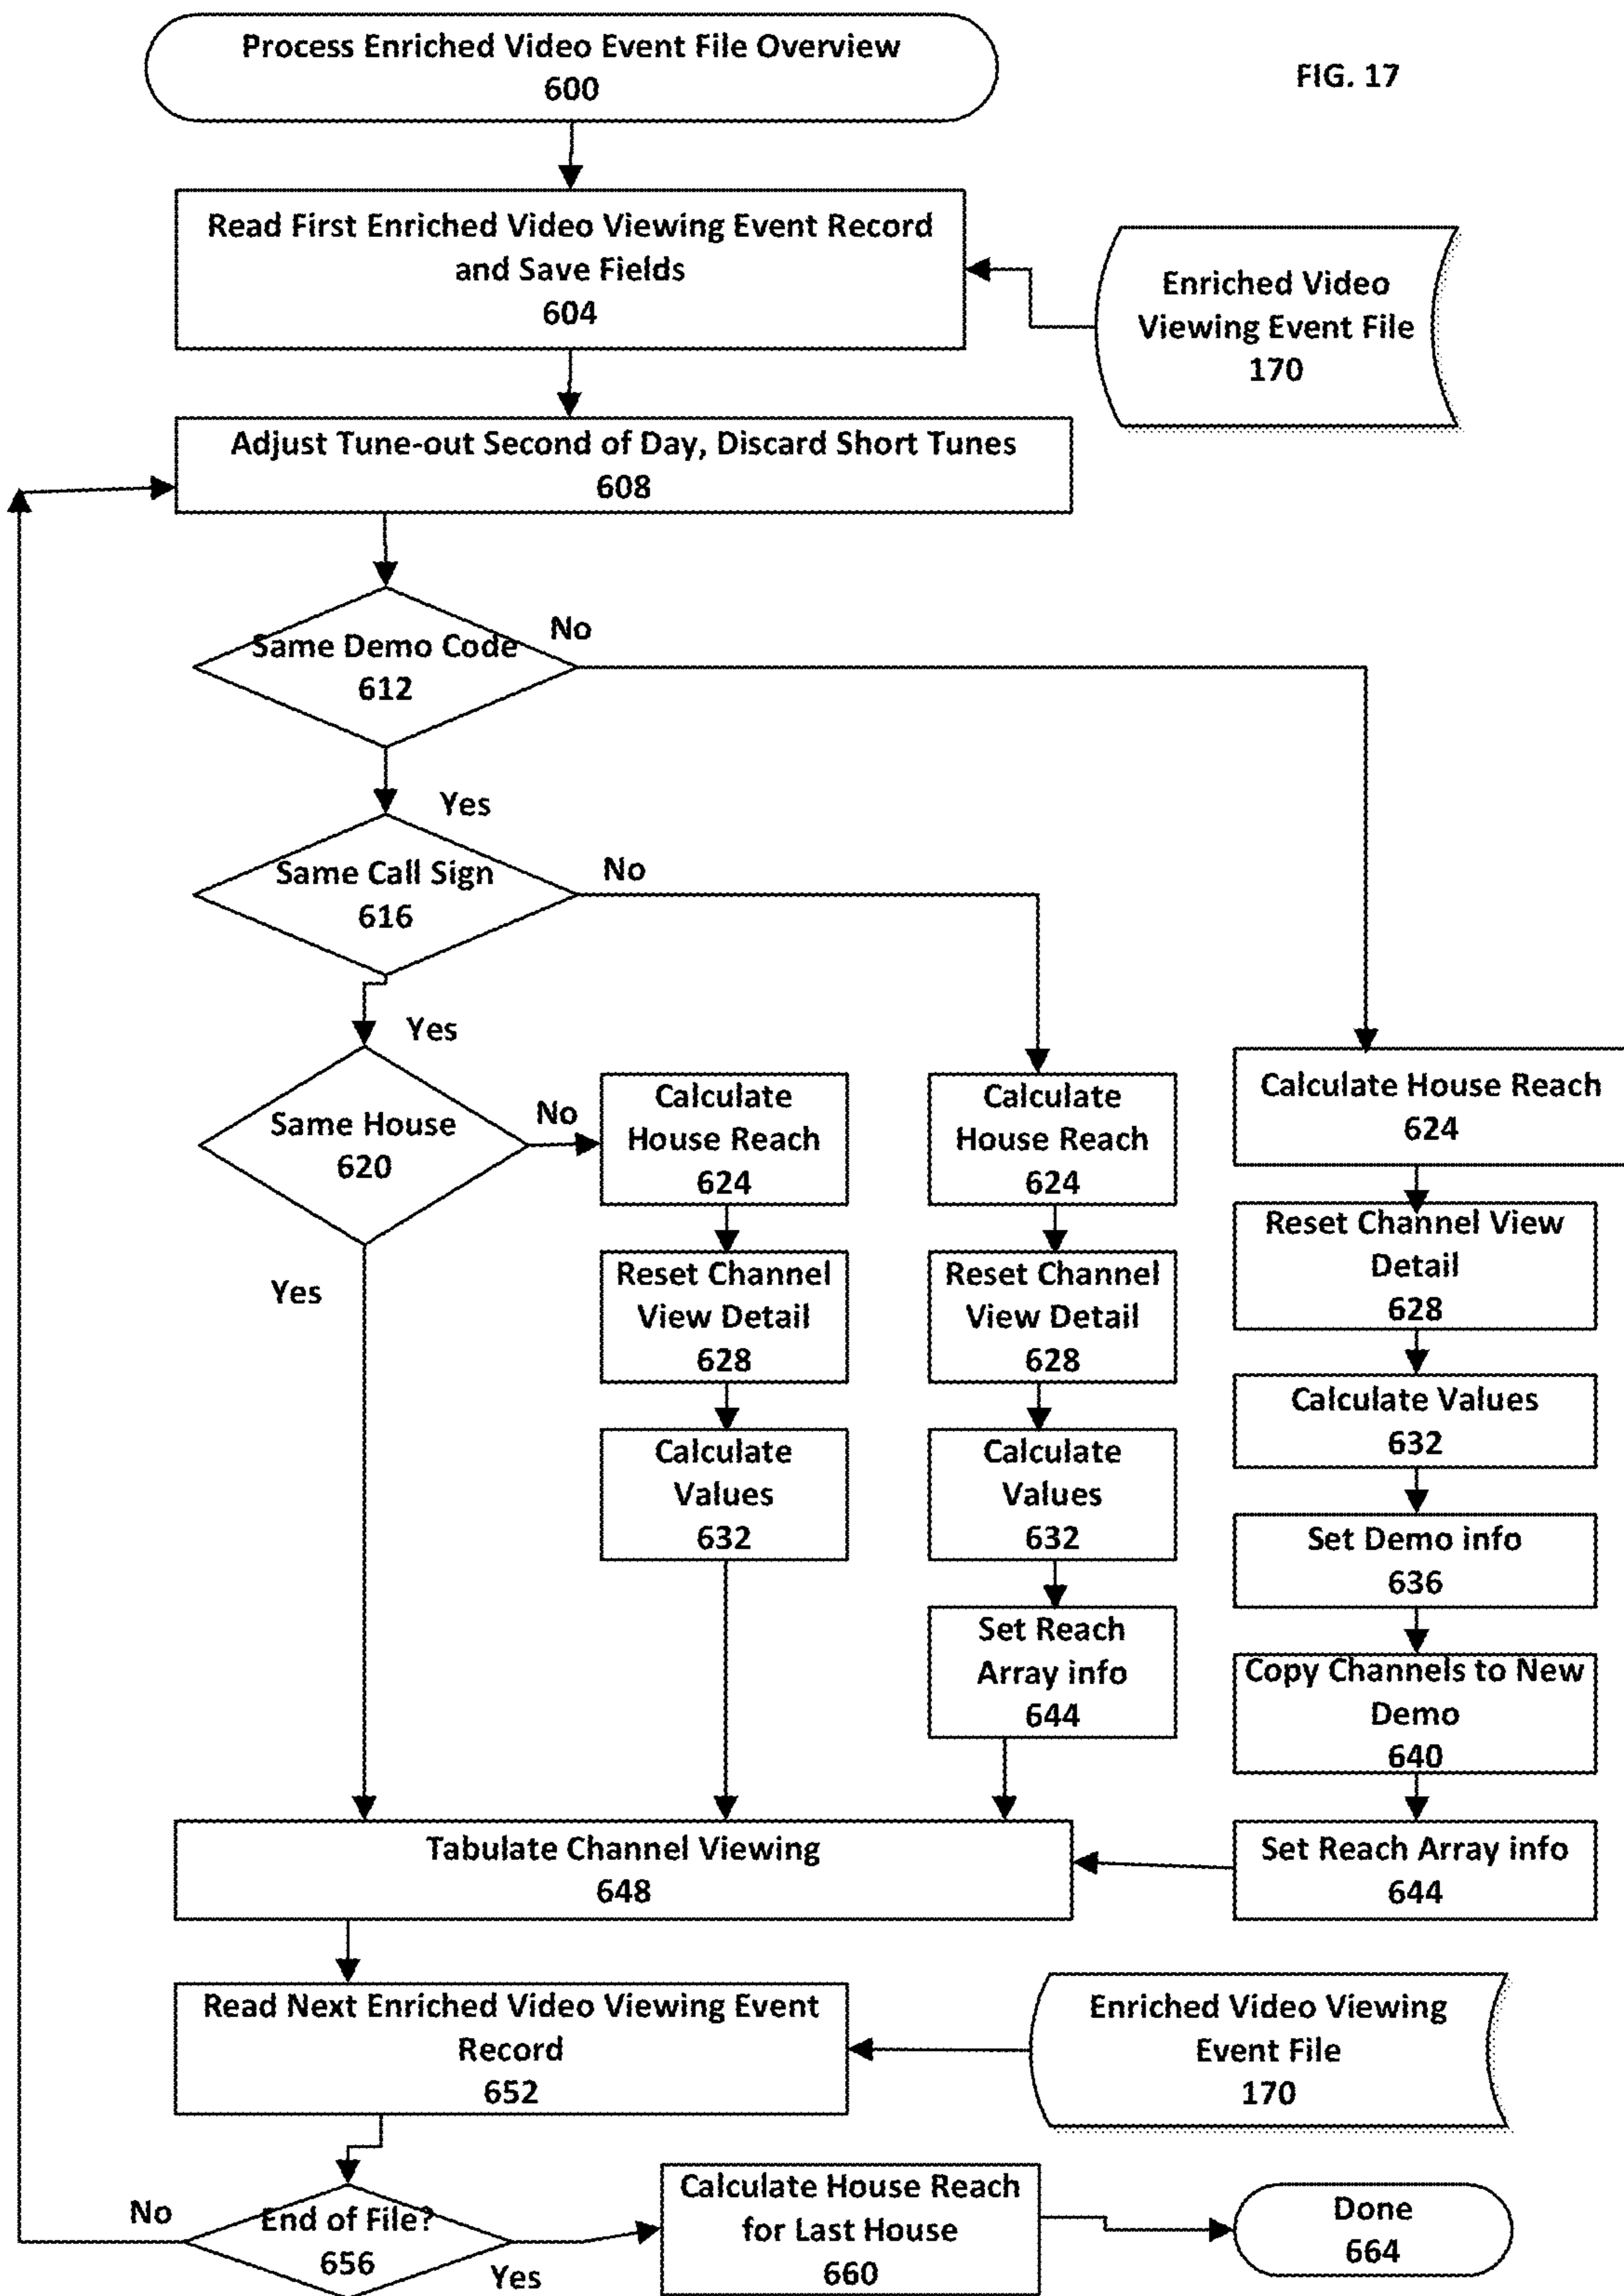 Process Enriched Video Event File Overview
600
FIG. 17
Read First Enriched Video Viewing Event Record
and Save Fields
604
Enriched Video
Viewing Event File
170
Adjust Tune-out Second of Day, Discard Short Tunes
608
Same Demo Code
612
No
Yes
Same Call Sign
616
No
Yes
Same House
620
No
Yes
Calculate
House Reach
624
Reset Channel
View Detail
628
Calculate
Values
632
Calculate
House Reach
624
Reset Channel
View Detail
628
Calculate
Values
632
Set Reach
Array info
644
Calculate House Reach
624
Reset Channel View
Detail
628
Calculate Values
632
Set Demo info
636
Copy Channels to New
Demo
640
Set Reach Array info
644
Tabulate Channel Viewing
648
Read Next Enriched Video Viewing Event
Record
652
Enriched Video Viewing
Event File
170
End of File?
656
No
Yes
Calculate House Reach
for Last House
660
Done
664